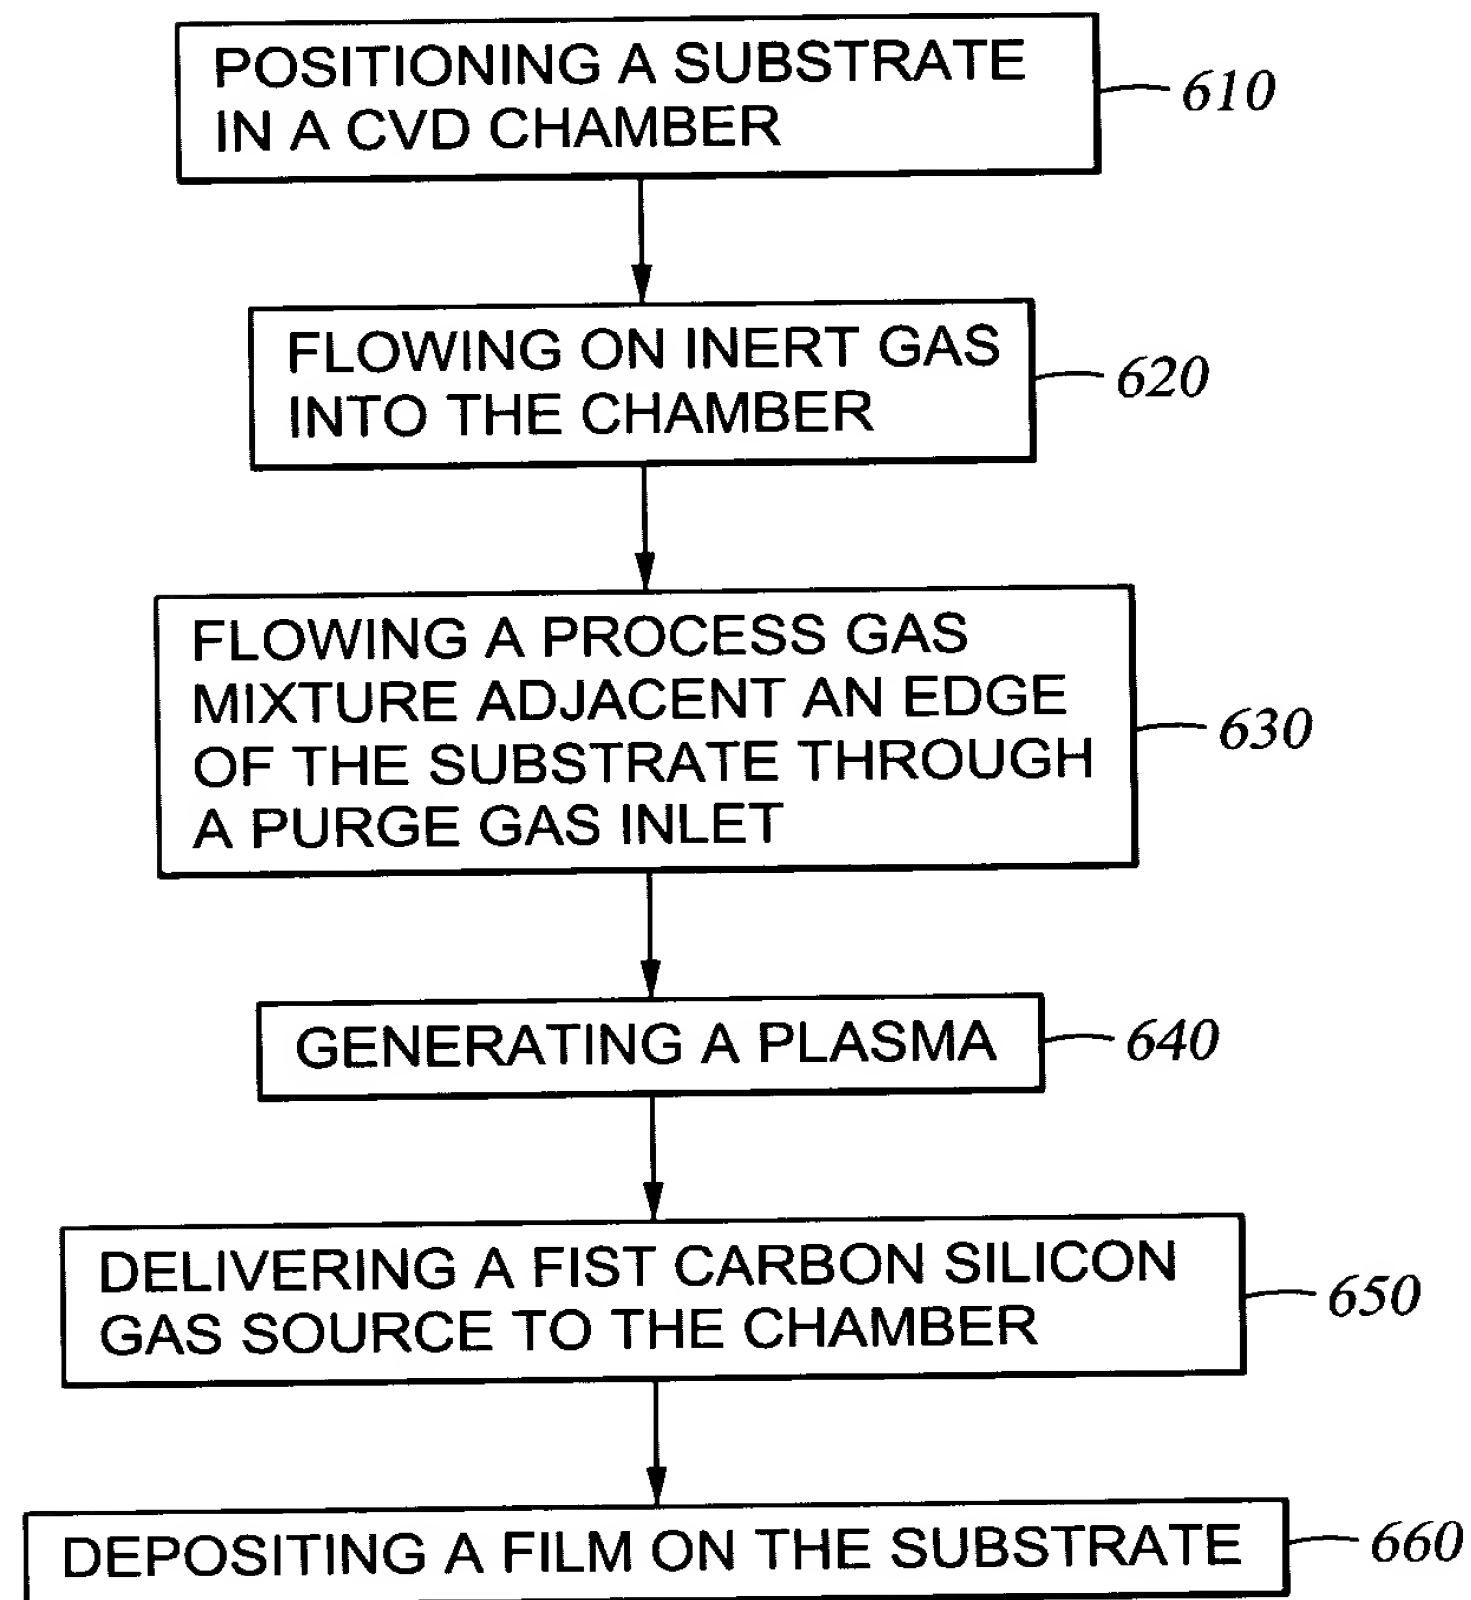 POSITIONING A SUBSTRATE
IN A CVD CHAMBER
610
FLOWING ON INERT GAS
INTO THE CHAMBER
620
FLOWING A PROCESS GAS
MIXTURE ADJACENT AN EDGE
OF THE SUBSTRATE THROUGH
A PURGE GAS INLET
630
GENERATING A PLASMA
640
DELIVERING A FIST CARBON SILICON
GAS SOURCE TO THE CHAMBER
650
DEPOSITING A FILM ON THE SUBSTRATE
660